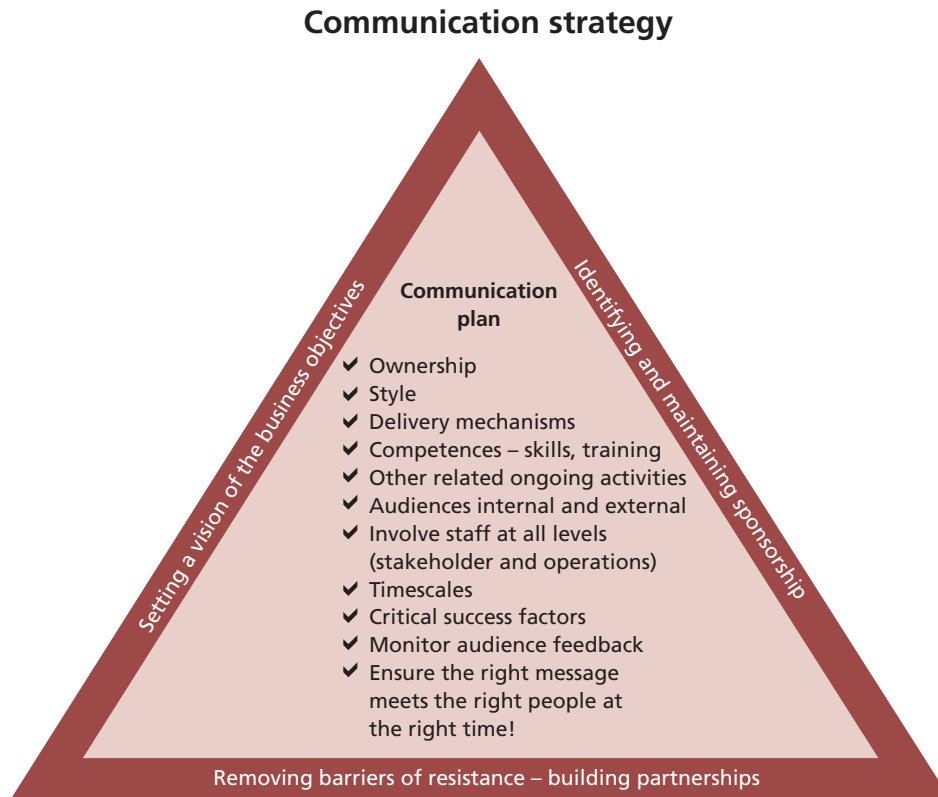 Communication strategy
Setting a vision of the business objectives
Identifying and maintaining sponsorship
Communication
plan
✔ Ownership
✔ Style
✔ Delivery mechanisms
✔ Competences – skills, training
✔ Other related ongoing activities
✔ Audiences internal and external
✔ Involve staff at all levels
(stakeholder and operations)
✔ Timescales
✔ Critical success factors
✔ Monitor audience feedback
✔ Ensure the right message
meets the right people at
the right time!
Removing barriers of resistance – building partnerships